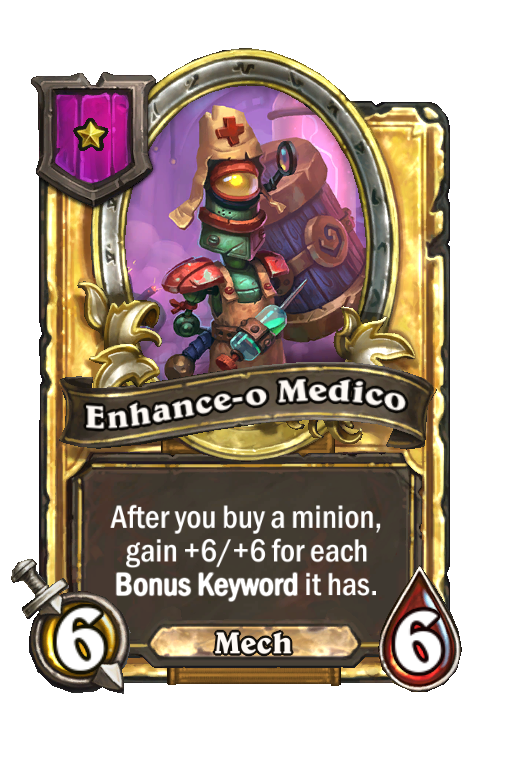 Enhance-o Medico
After you buy a minion,
gain +6/+6 for each
Bonus Keyword it has.
6
Mech
6